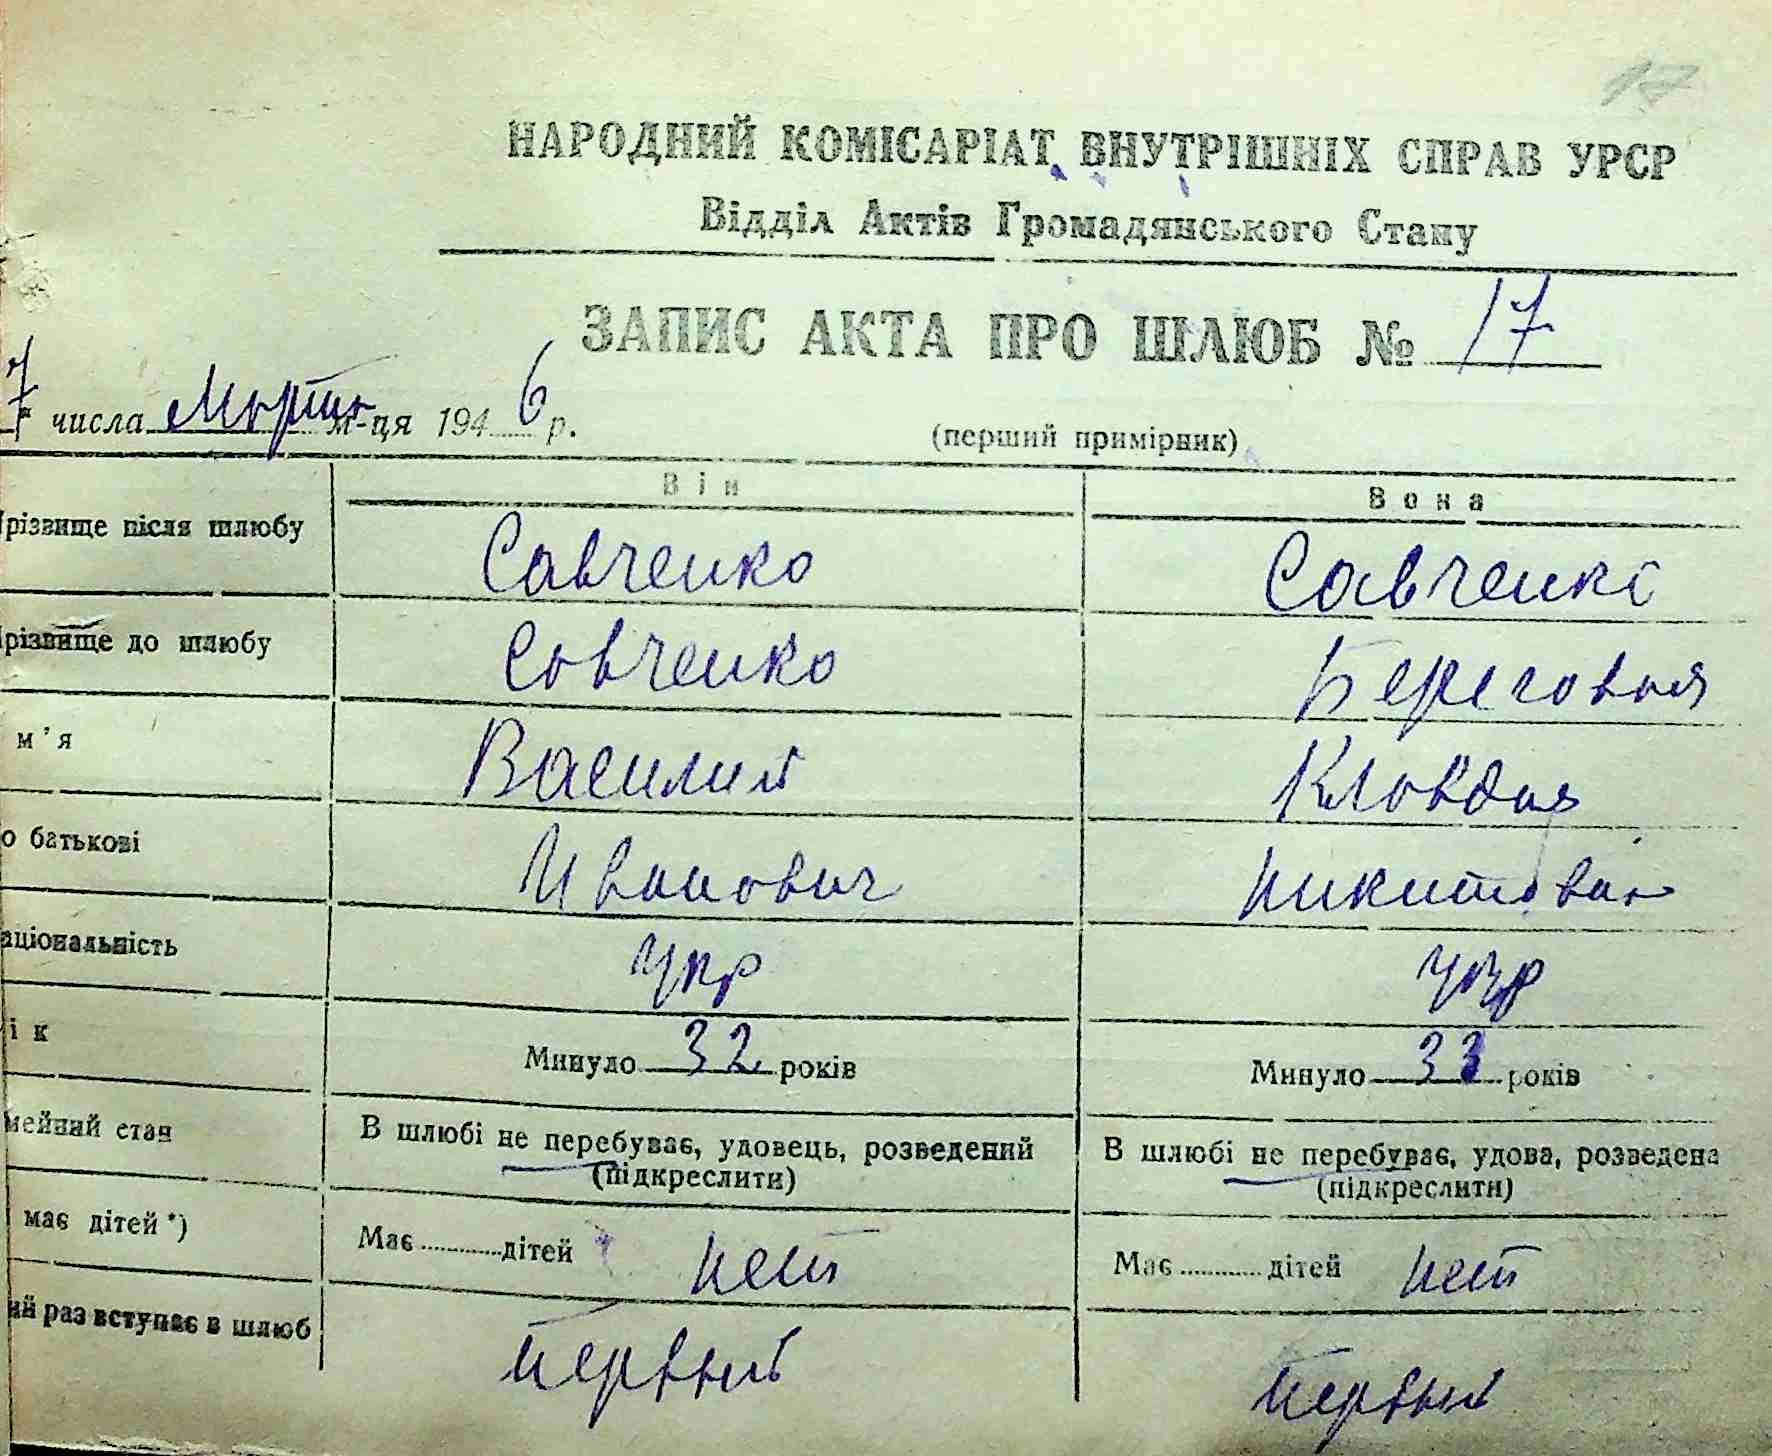 17
НАРОДНИЙ КОМІСАРІАТ ВНУТРІШНІХ СПРАВ УРСР
Відділ Актів Громадянського Стану
ЗАПИС АКТА ПРО ШЛЮБ № 17
7 числа Марта м-ця 1946 р.
(перший примірник)
Він Вона
різвище після шлюбу Савченко Савченко
різвище до шлюбу Савченко Береговая
м'я Василий Клавдия
о батькові Иванович Никитовна
аціональність укр укр
ік Минуло 32 років Минуло 33 років
мейний стан В шлюбі не перебуває, удовець, розведений В шлюбі не перебуває, удова, розведена
(підкреслити) (підкреслити)
має дітей *) Має дітей нет Має дітей нет
ий раз вступає в шлюб первый первый